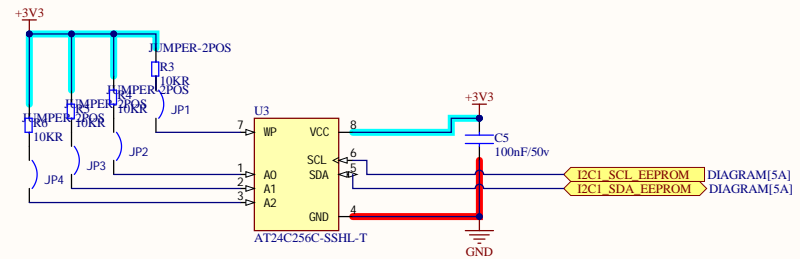 +3V3
JUMPER-2POS
R3
10KR
JP1
JUMPER-2POS
R4
10KR
JP2
JUMPER-2POS
R5
10KR
JP3
R6
10KR
JP4
U3
7 WP VCC 8
SCL 6
1 A0 SDA 5
2 A1
3 A2
GND 4
AT24C256C-SSHL-T
+3V3
C5
100nF/50v
I2C1_SCL_EEPROM DIAGRAM[5A]
I2C1_SDA_EEPROM DIAGRAM[5A]
GND